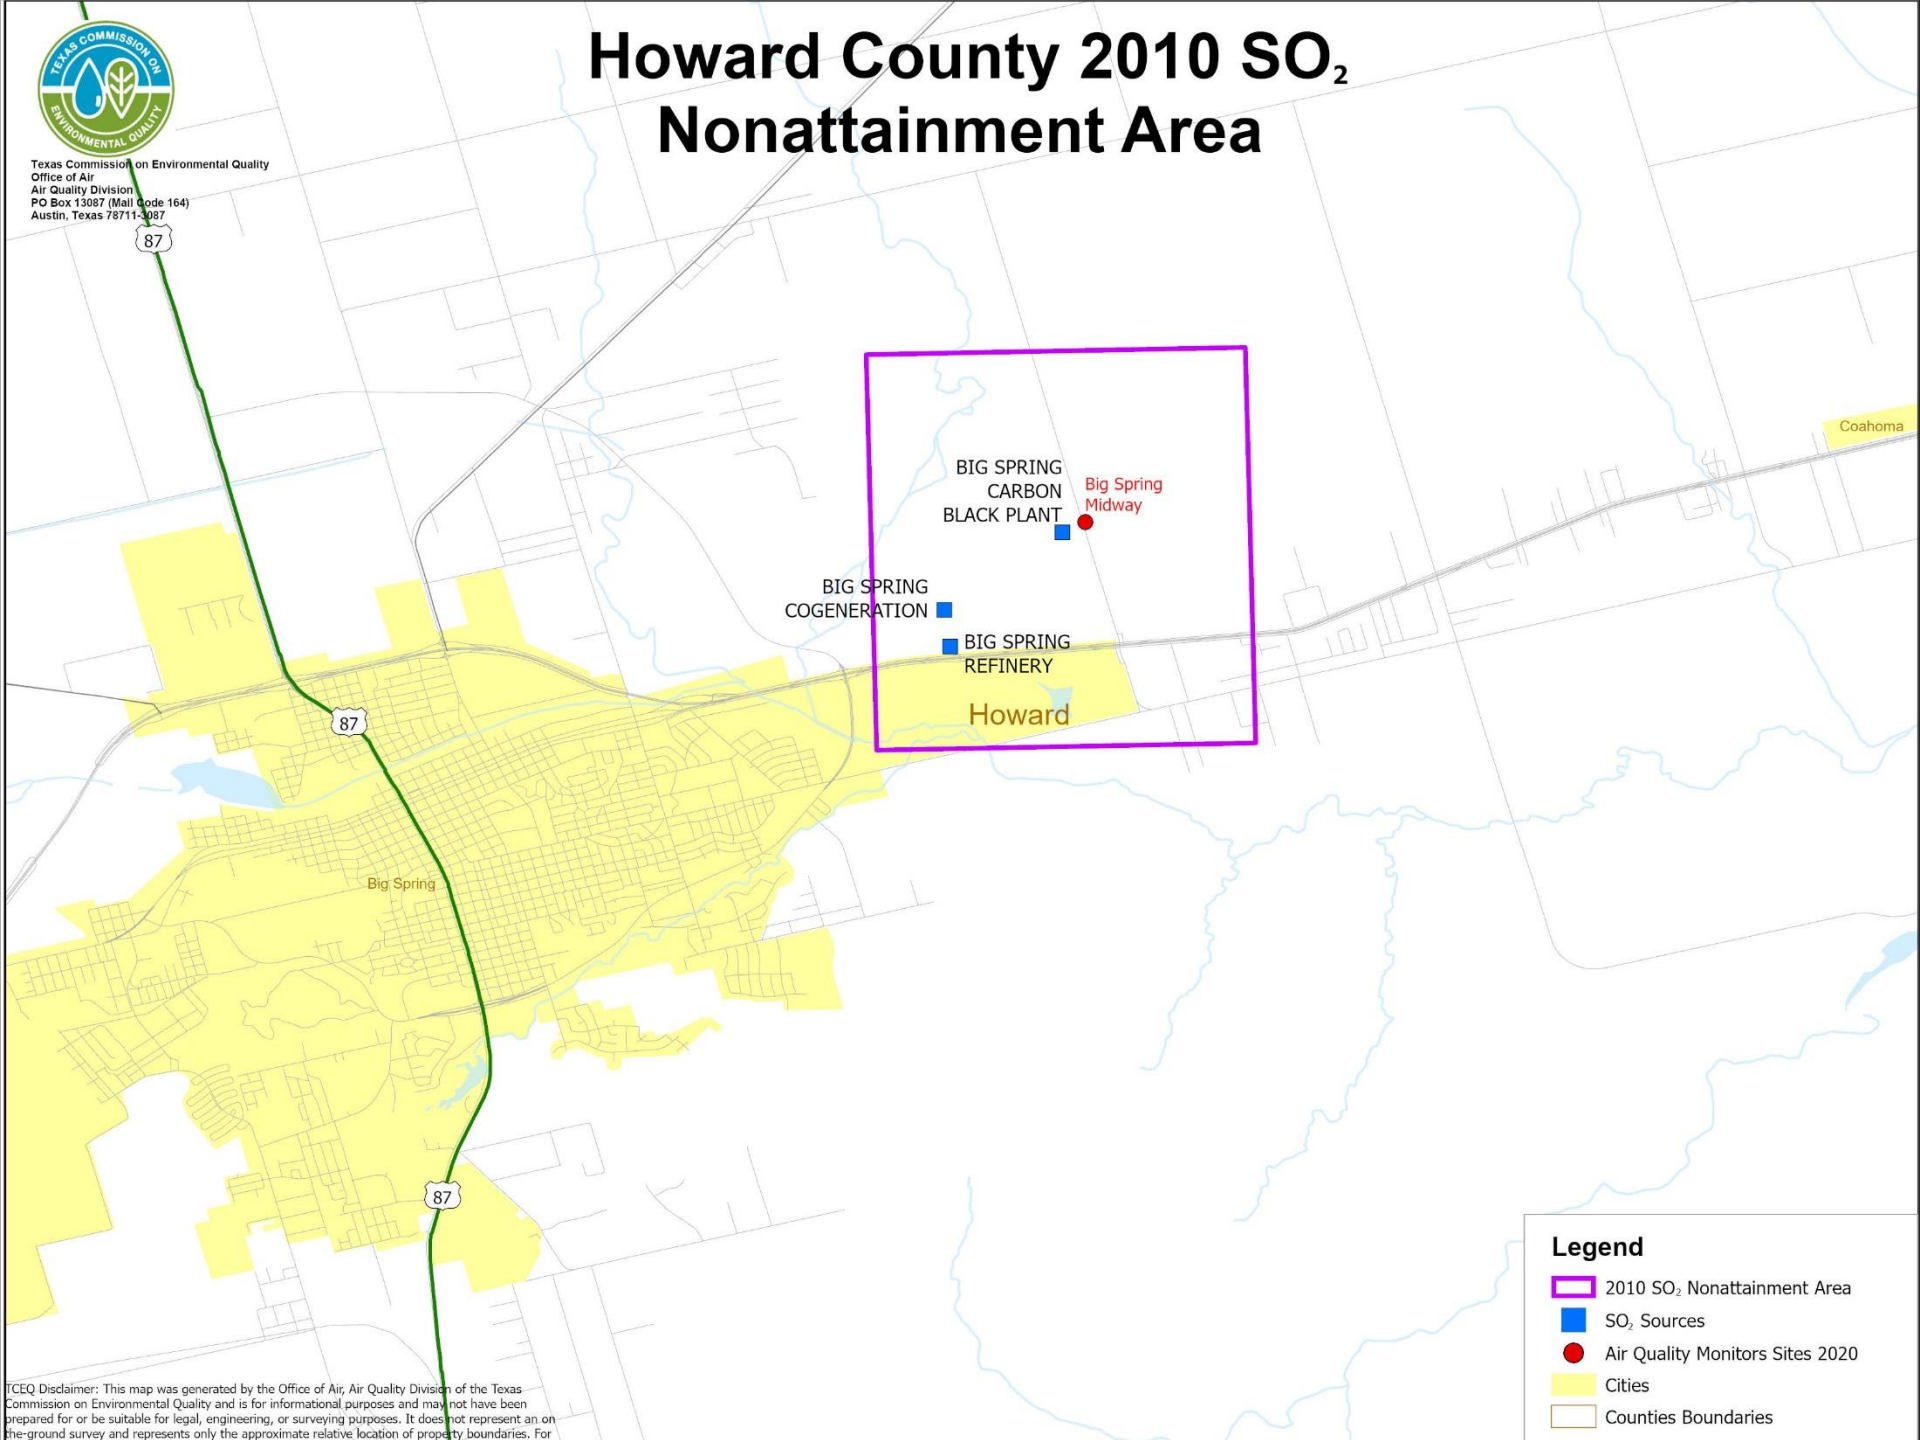 Howard County 2010 SO₂
Nonattainment Area
TEXAS COMMISSION ON
ENVIRONMENTAL QUALITY
Texas Commission on Environmental Quality
Office of Air
Air Quality Division
PO Box 13087 (Mail Code 164)
Austin, Texas 78711-3087
87
Coahoma
BIG SPRING
CARBON
BLACK PLANT
Big Spring
Midway
BIG SPRING
COGENERATION
BIG SPRING
REFINERY
Howard
87
Big Spring
87
Legend
2010 SO₂ Nonattainment Area
SO₂ Sources
Air Quality Monitors Sites 2020
Cities
Counties Boundaries
TCEQ Disclaimer: This map was generated by the Office of Air, Air Quality Division of the Texas
Commission on Environmental Quality and is for informational purposes and may not have been
prepared for or be suitable for legal, engineering, or surveying purposes. It does not represent an on
the-ground survey and represents only the approximate relative location of property boundaries. For